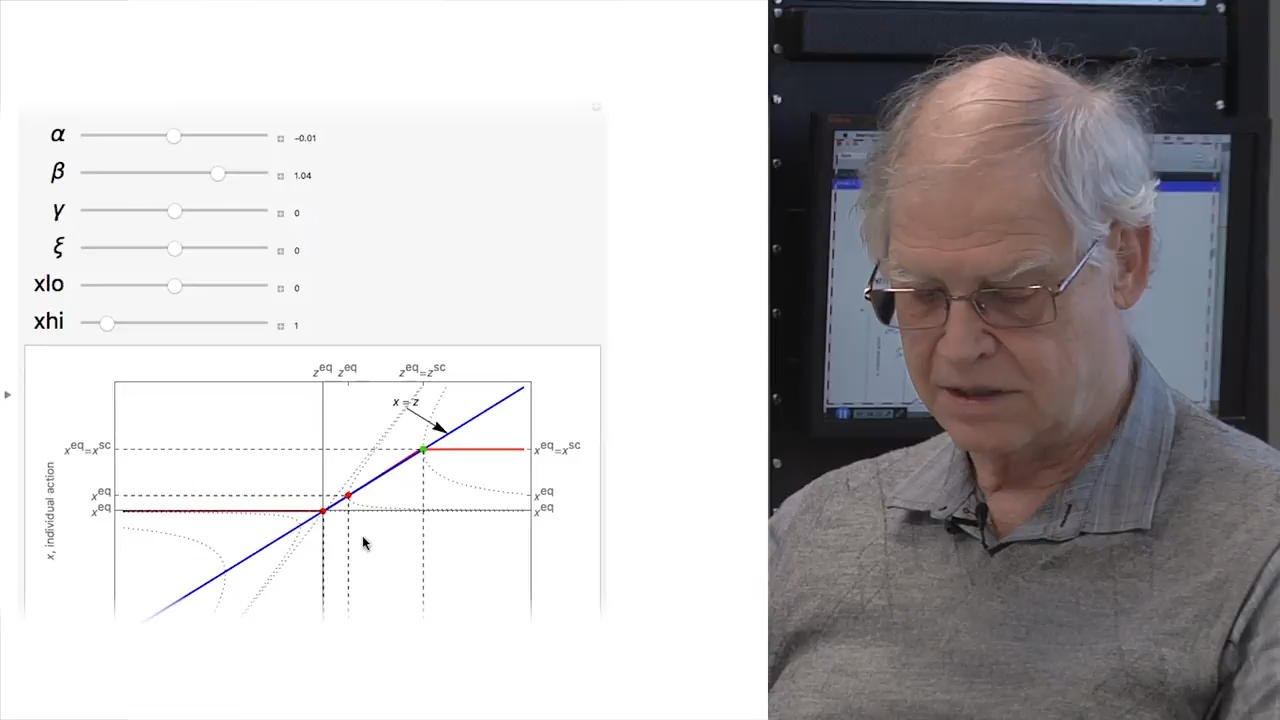 α -0.01
β 1.04
γ 0
ξ 0
xlo 0
xhi 1
z^eq z^eq z^eq=z^sc
x = z
x^eq=x^sc x^eq=x^sc
x^eq x^eq
x^eq x^eq
x, individual action